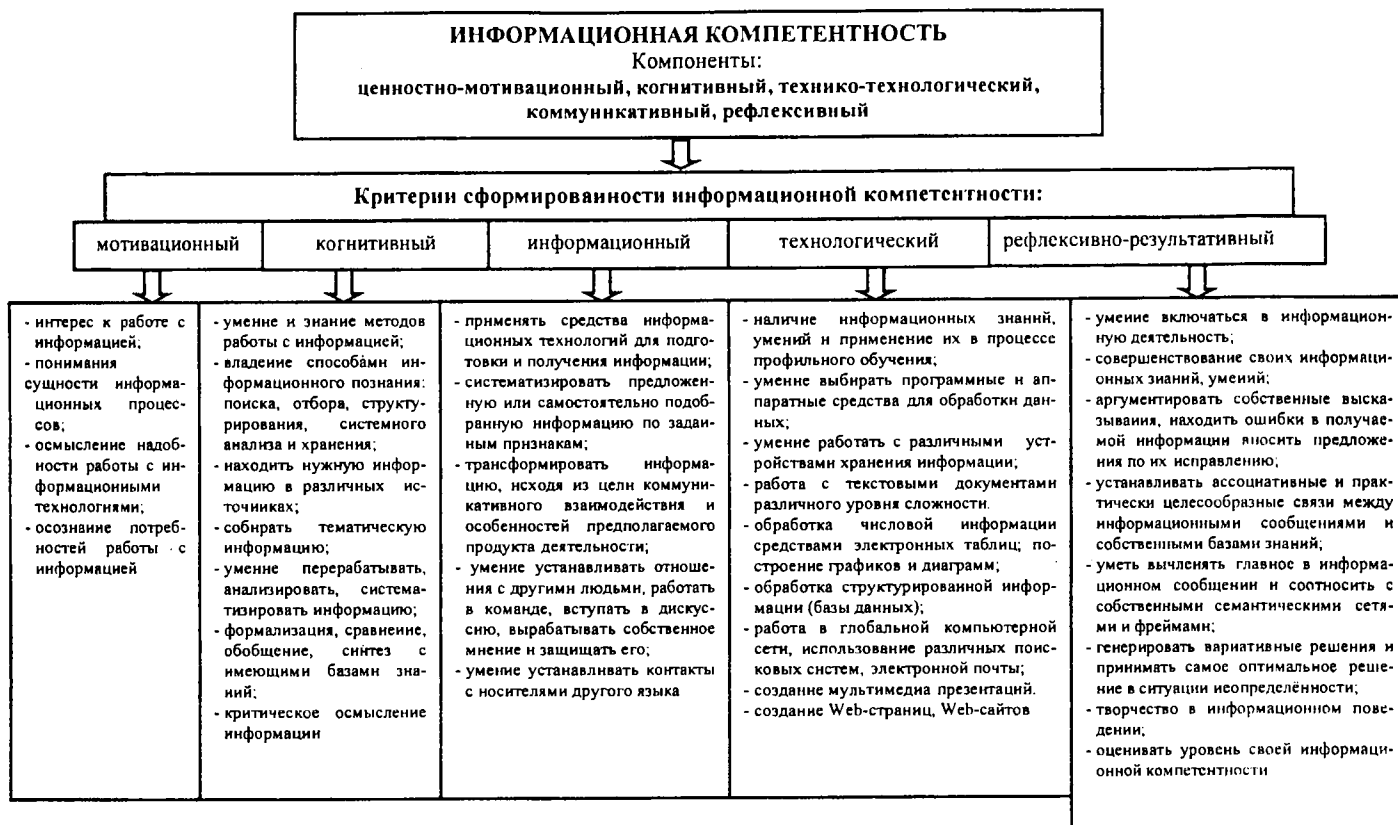 ИНФОРМАЦИОННАЯ КОМПЕТЕНТНОСТЬ
Компоненты:
ценностно-мотивационный, когнитивный, технико-технологический,
коммуникативный, рефлексивный
Критерии сформированности информационной компетентности:
мотивационный
когнитивный
информационный
технологический
рефлексивно-результативный
- интерес к работе с
информацией;
- понимания
сущности информа-
ционных процес-
сов;
- осмысление надоб-
ности работы с ин-
формационными
технологиями;
- осознание потреб-
ностей работы с
информацией
- умение и знание методов
работы с информацией;
- владение способами ин-
формационного познания:
поиска, отбора, структу-
рирования, системного
анализа и хранения;
- находить нужную инфор-
мацию в различных ис-
точниках;
- собирать тематическую
информацию;
- умение перерабатывать,
анализировать, система-
тизировать информацию;
- формализация, сравнение,
обобщение, синтез с
имеющими базами зна-
ний;
- критическое осмысление
информации
- применять средства информа-
ционных технологий для подго-
товки и получения информации;
- систематизировать предложен-
ную или самостоятельно подоб-
ранную информацию по задан-
ным признакам;
- трансформировать информа-
цию, исходя из цели коммуни-
кативного взаимодействия и
особенностей предполагаемого
продукта деятельности;
- умение устанавливать отноше-
ния с другими людьми, работать
в команде, вступать в дискус-
сию, вырабатывать собственное
мнение и защищать его;
- умение устанавливать контакты
с носителями другого языка
- наличие информационных знаний,
умений и применение их в процессе
профильного обучения;
- умение выбирать программные и ап-
паратные средства для обработки дан-
ных;
- умение работать с различными уст-
ройствами хранения информации;
- работа с текстовыми документами
различного уровня сложности.
- обработка числовой информации
средствами электронных таблиц; по-
строение графиков и диаграмм;
- обработка структурированной инфор-
мации (базы данных);
- работа в глобальной компьютерной
сети, использование различных поис-
ковых систем, электронной почты;
- создание мультимедиа презентаций.
- создание Web-страниц, Web-сайтов
- умение включаться в информацион-
ную деятельность;
- совершенствование своих информаци-
онных знаний, умений;
- аргументировать собственные выска-
зывания, находить ошибки в получае-
мой информации вносить предложе-
ния по их исправлению;
- устанавливать ассоциативные и прак-
тически целесообразные связи между
информационными сообщениями и
собственными базами знаний;
- уметь вычленять главное в информа-
ционном сообщении и соотносить с
собственными семантическими сетя-
ми и фреймами;
- генерировать вариативные решения и
принимать самое оптимальное реше-
ние в ситуации неопределённости;
- творчество в информационном пове-
дении;
- оценивать уровень своей информаци-
онной компетентности